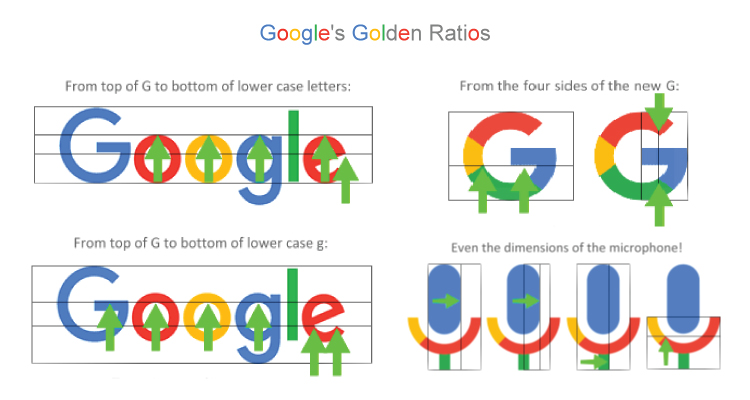 Google's Golden Ratios
From top of G to bottom of lower case letters:
Google
From top of G to bottom of lower case g:
Google
From the four sides of the new G:
G G
Even the dimensions of the microphone!